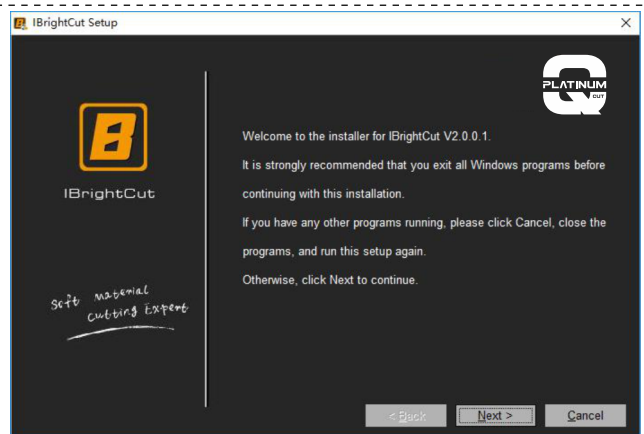 IBrightCut Setup
PLATINUM
CUT
Welcome to the installer for IBrightCut V2.0.0.1.
It is strongly recommended that you exit all Windows programs before
continuing with this installation.
If you have any other programs running, please click Cancel, close the
programs, and run this setup again.
Otherwise, click Next to continue.
IBrightCut
Soft material
cutting Expert
< Back
Next >
Cancel